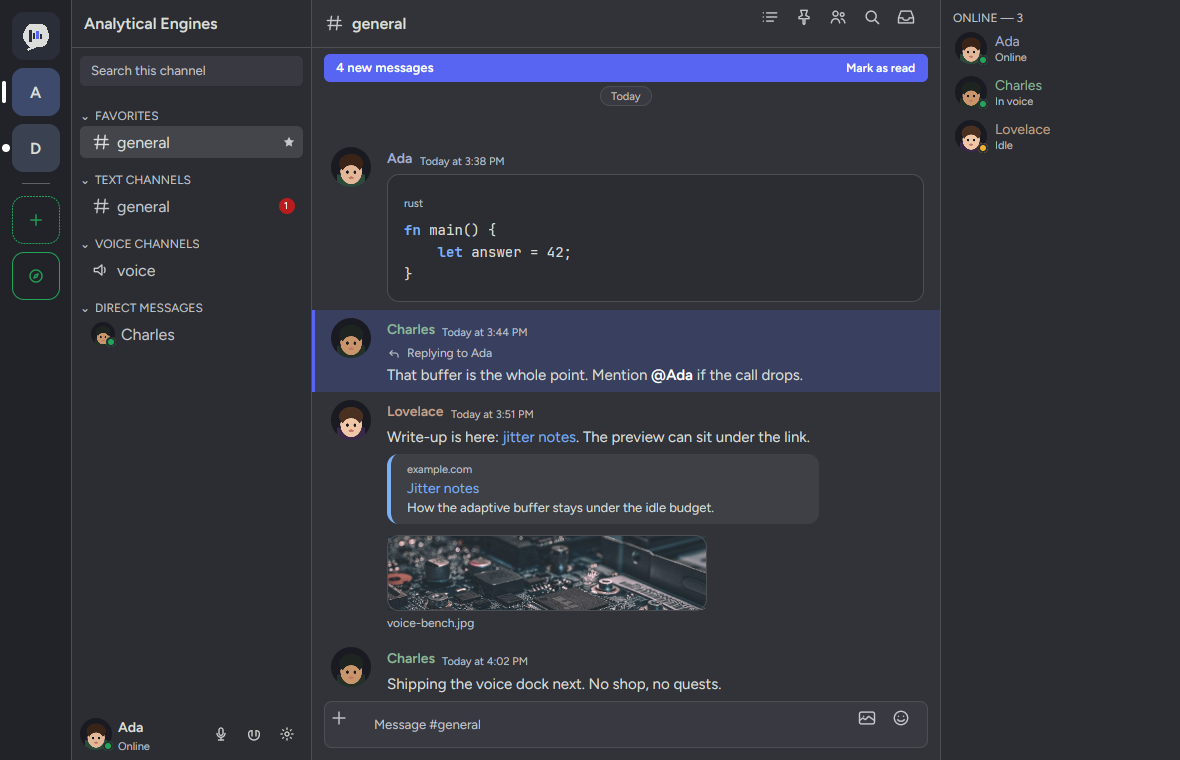 A
D
Analytical Engines
Search this channel
FAVORITES
# general
TEXT CHANNELS
# general
1
VOICE CHANNELS
voice
DIRECT MESSAGES
Charles
Ada
Online
# general
4 new messages
Mark as read
Today
Ada Today at 3:38 PM
rust
fn main() {
    let answer = 42;
}
Charles Today at 3:44 PM
Replying to Ada
That buffer is the whole point. Mention @Ada if the call drops.
Lovelace Today at 3:51 PM
Write-up is here: jitter notes. The preview can sit under the link.
example.com
Jitter notes
How the adaptive buffer stays under the idle budget.
voice-bench.jpg
Charles Today at 4:02 PM
Shipping the voice dock next. No shop, no quests.
Message #general
ONLINE — 3
Ada
Online
Charles
In voice
Lovelace
Idle